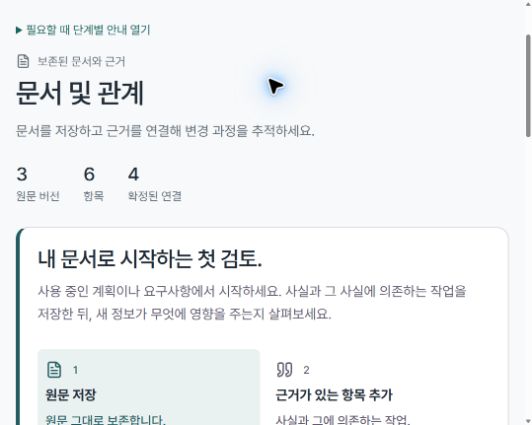 ▶ 필요할 때 단계별 안내 열기
보존된 문서와 근거
문서 및 관계
문서를 저장하고 근거를 연결해 변경 과정을 추적하세요.
3 6 4
원문 버전 항목 확정된 연결
내 문서로 시작하는 첫 검토.
사용 중인 계획이나 요구사항에서 시작하세요. 사실과 그 사실에 의존하는 작업을
저장한 뒤, 새 정보가 무엇에 영향을 주는지 살펴보세요.
1 2
원문 저장 근거가 있는 항목 추가
원문 그대로 보존합니다. 사실과 그에 의존하는 작업,